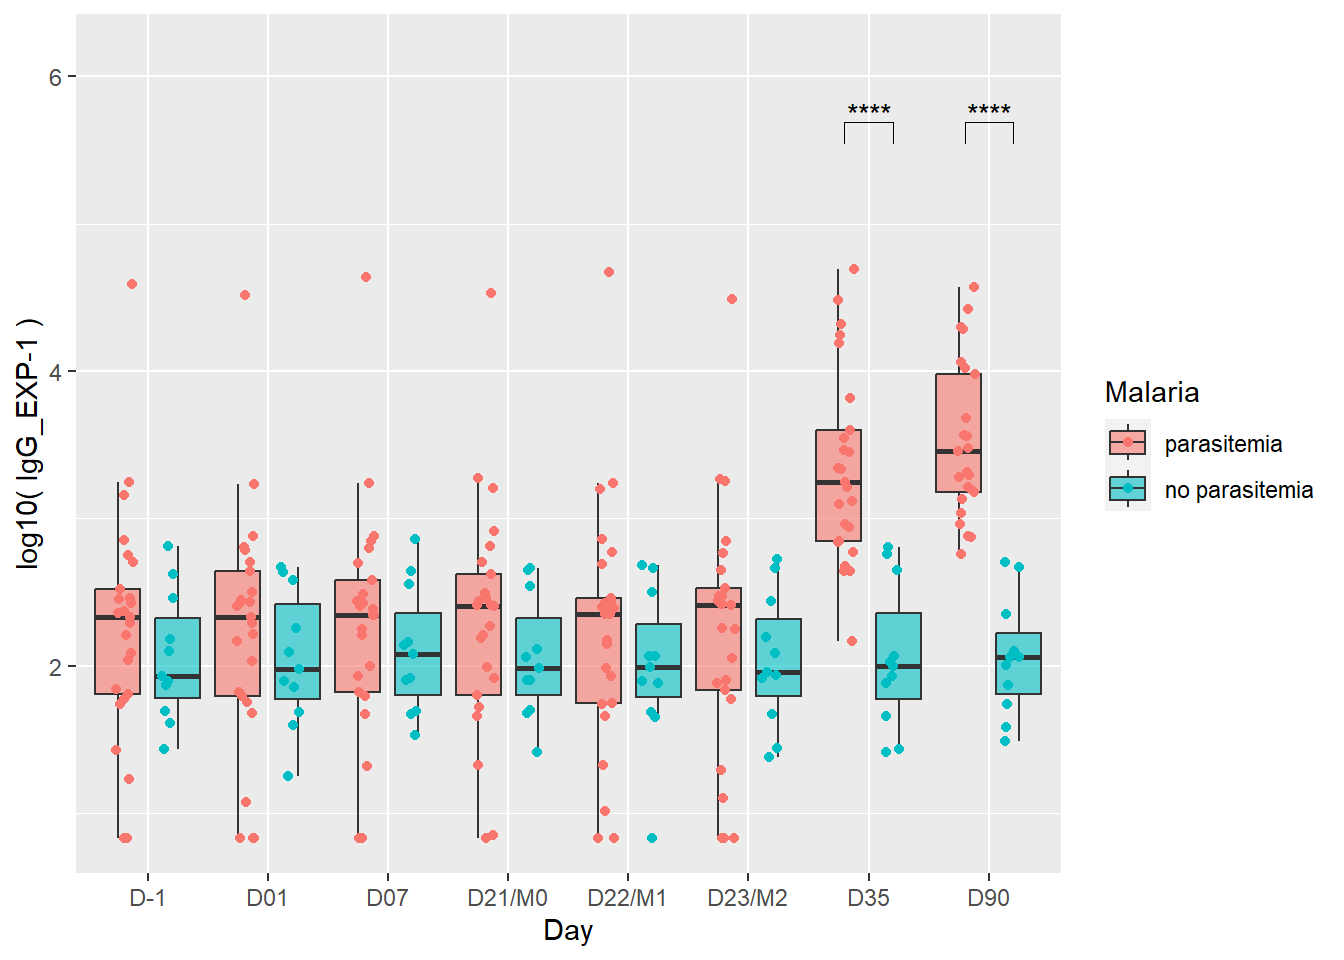 6
4
2
log10( IgG_EXP-1 )
**** ****
D-1 D01 D07 D21/M0 D22/M1 D23/M2 D35 D90
Day
Malaria
parasitemia
no parasitemia